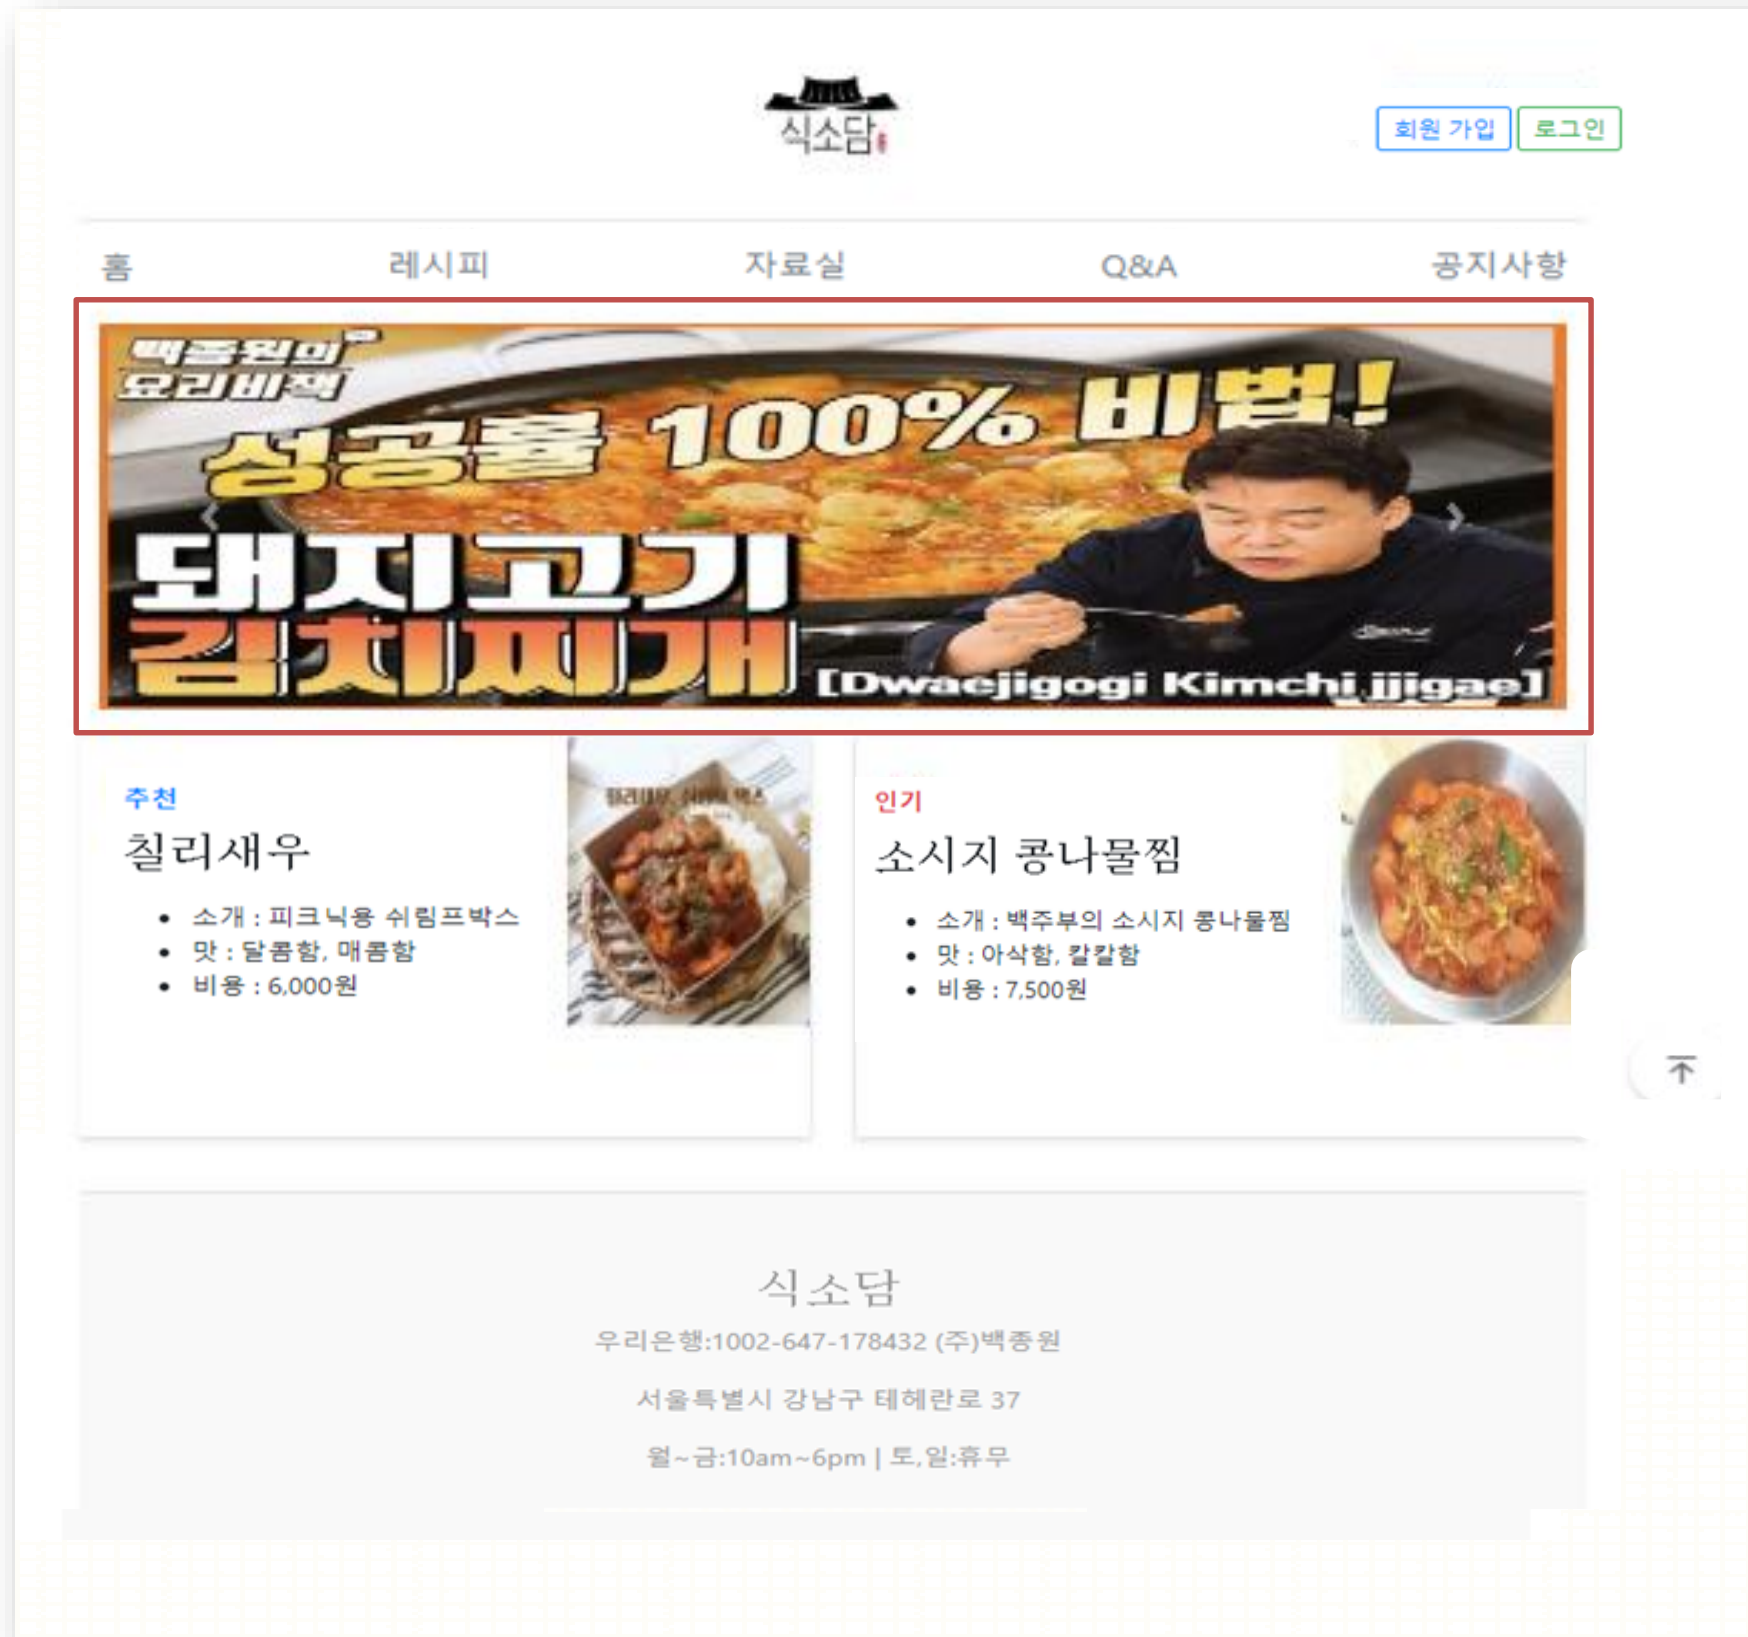 식소담
회원 가입
로그인
홈
레시피
자료실
Q&A
공지사항
백종원의
요리비책
성공률 100% 비법!
돼지고기
김치찌개
[Dwaejigogi Kimchi jjigae]
추천
칠리새우
소개 : 피크닉용 쉬림프박스
맛 : 달콤함, 매콤함
비용 : 6,000원
인기
소시지 콩나물찜
소개 : 백주부의 소시지 콩나물찜
맛 : 아삭함, 칼칼함
비용 : 7,500원
식소담
우리은행:1002-647-178432 (주)백종원
서울특별시 강남구 테헤란로 37
월~금:10am~6pm | 토,일:휴무